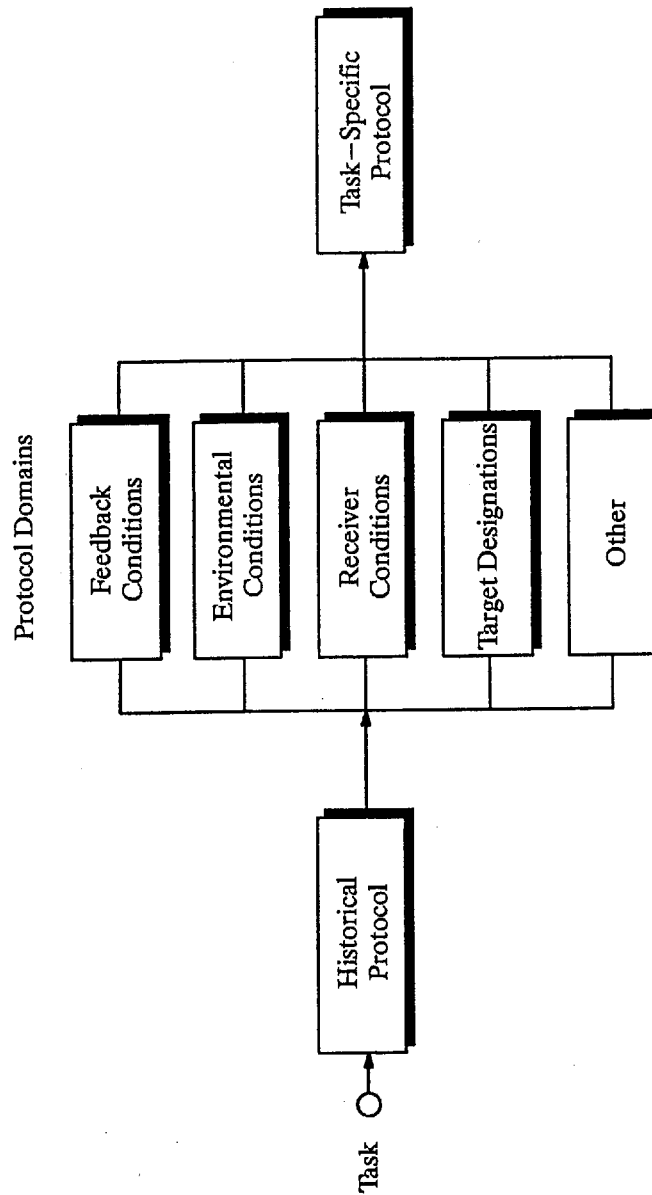 Protocol Domains
Task
Historical
Protocol
Feedback
Conditions
Environmental
Conditions
Receiver
Conditions
Target Designations
Other
Task-Specific
Protocol